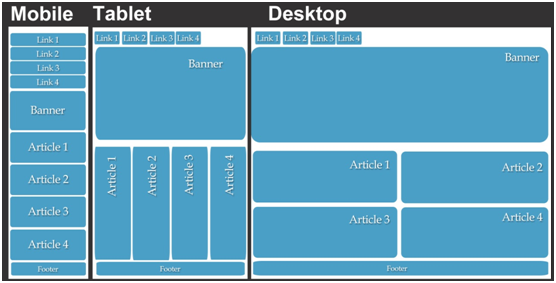 Mobile
Link 1
Link 2
Link 3
Link 4
Banner
Article 1
Article 2
Article 3
Article 4
Footer
Tablet
Link 1 Link 2 Link 3 Link 4
Banner
Article 1
Article 2
Article 3
Article 4
Footer
Desktop
Link 1 Link 2 Link 3 Link 4
Banner
Article 1 Article 2
Article 3 Article 4
Footer